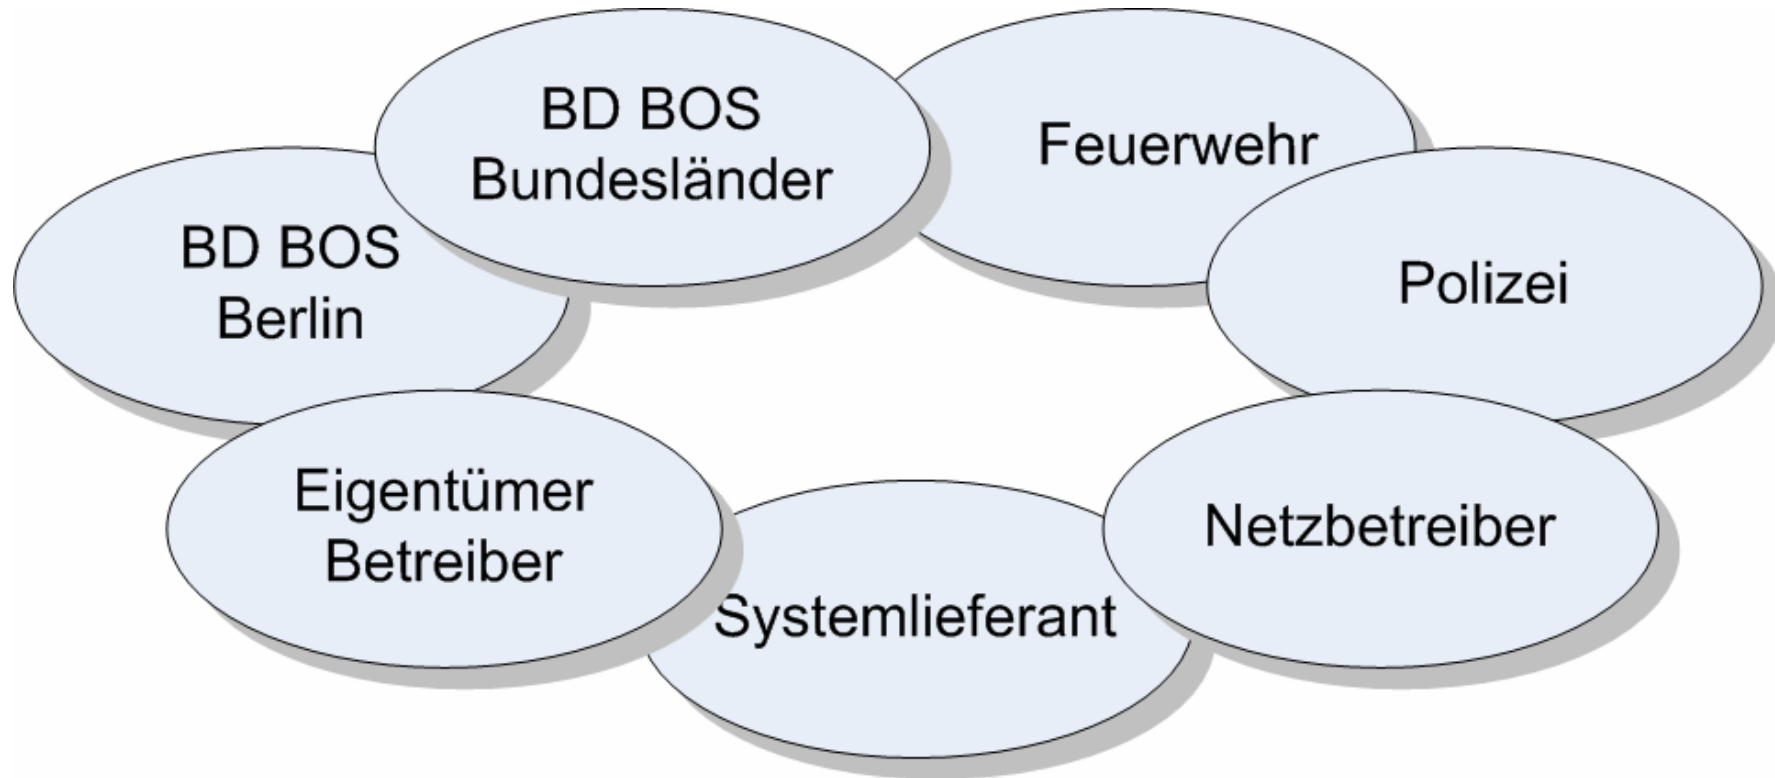 BD BOS
Bundesländer
Feuerwehr
BD BOS
Berlin
Polizei
Eigentümer
Betreiber
Netzbetreiber
Systemlieferant